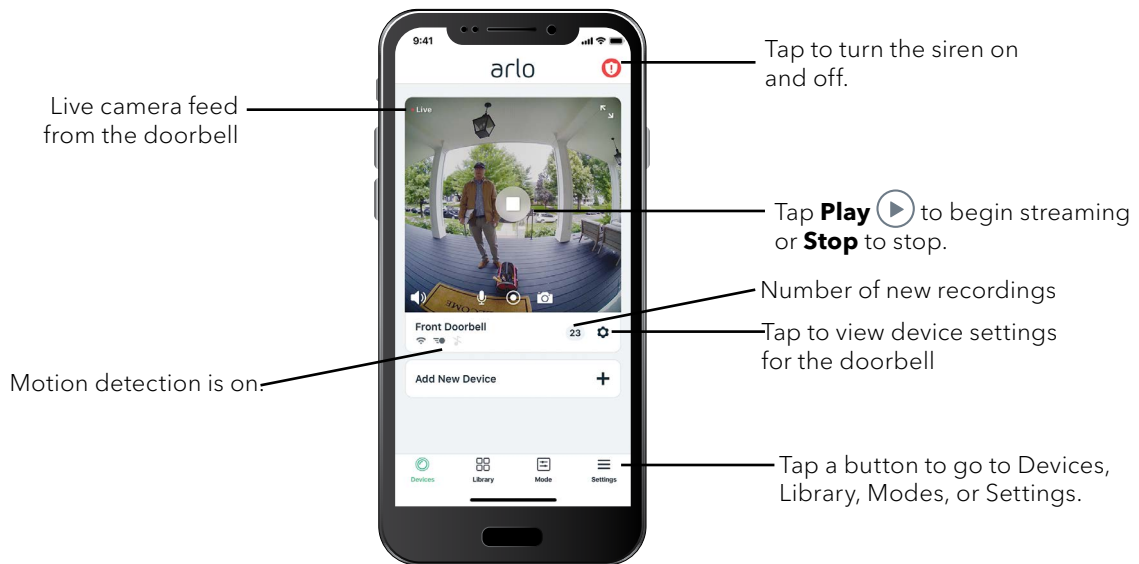 9:41
arlo
Tap to turn the siren on
and off.
Live camera feed
from the doorbell
Live
Tap Play to begin streaming
or Stop to stop.
WELCOME
Number of new recordings
Front Doorbell
23
Tap to view device settings
for the doorbell
Motion detection is on.
Add New Device
Devices
Library
Mode
Settings
Tap a button to go to Devices,
Library, Modes, or Settings.